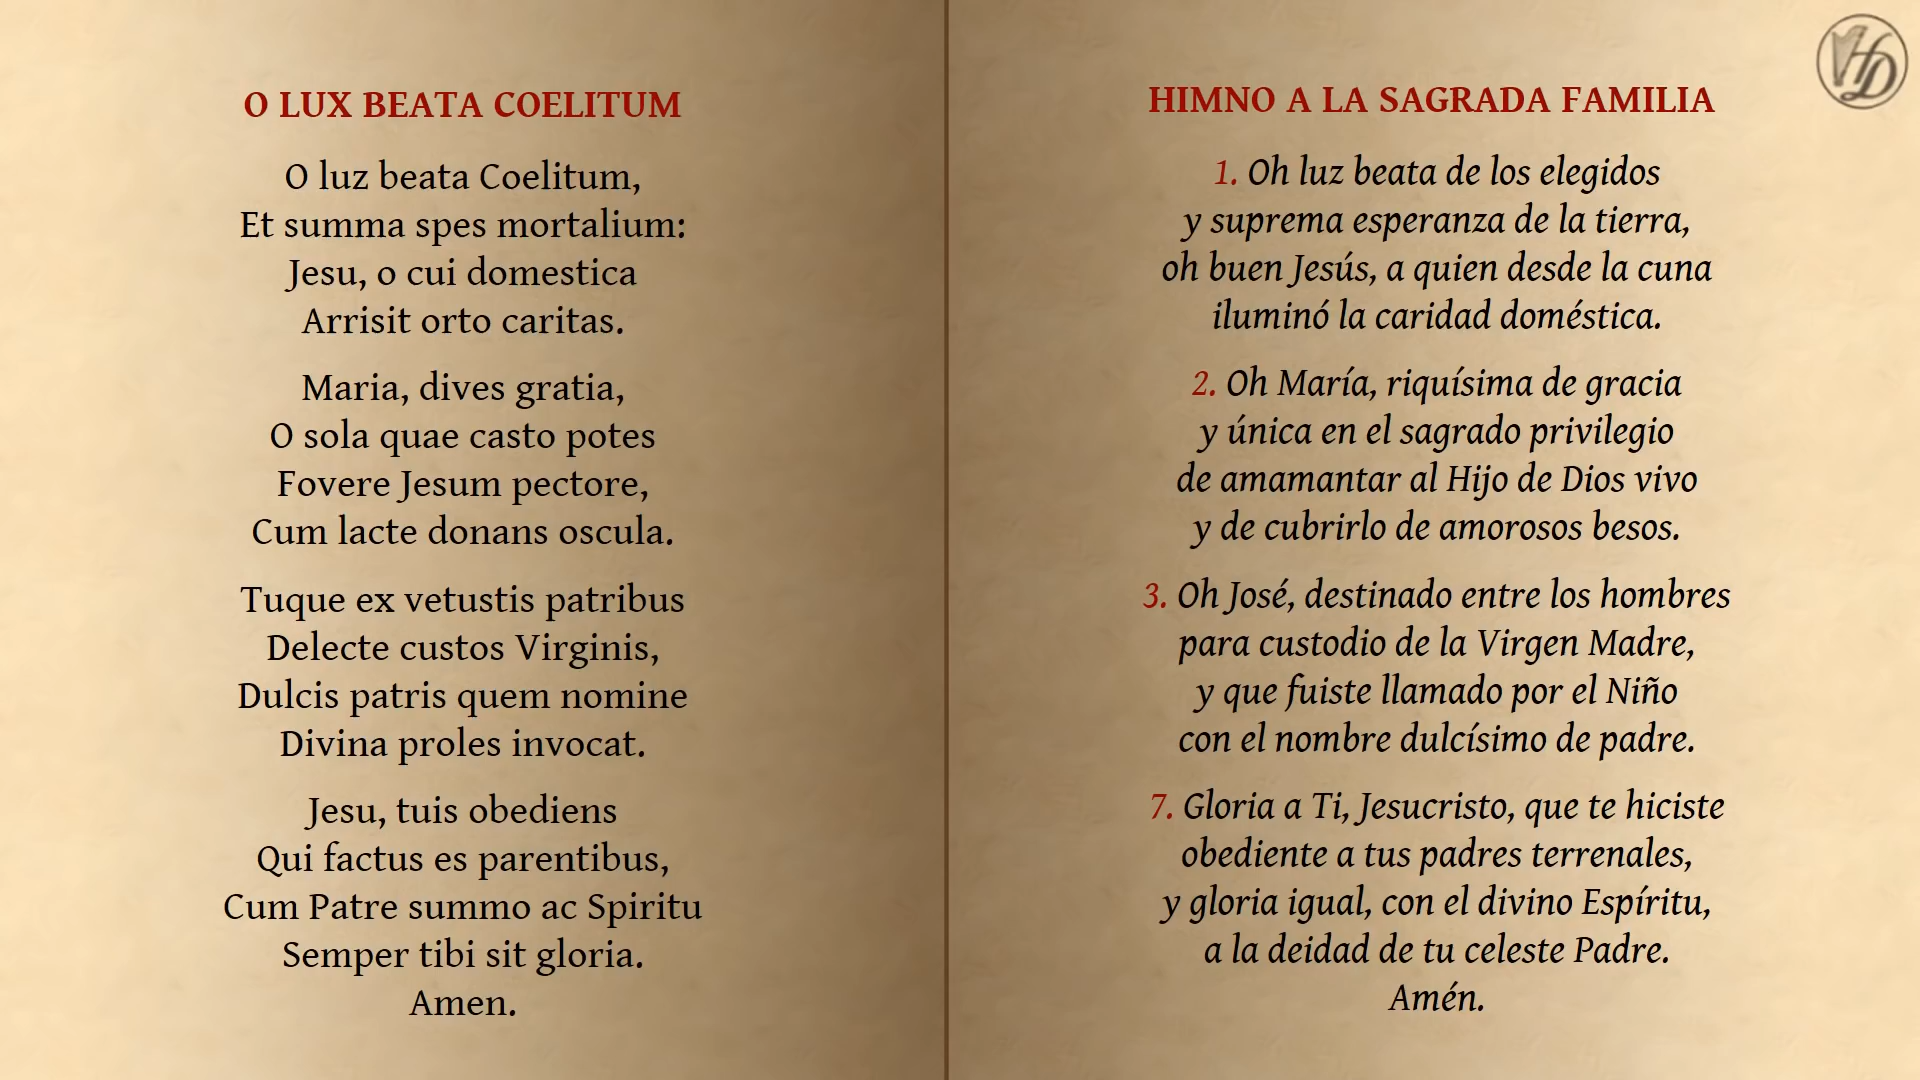 O LUX BEATA COELITUM
O luz beata Coelitum,
Et summa spes mortalium:
Jesu, o cui domestica
Arrisit orto caritas.
Maria, dives gratia,
O sola quae casto potes
Fovere Jesum pectore,
Cum lacte donans oscula.
Tuque ex vetustis patribus
Delecte custos Virginis,
Dulcis patris quem nomine
Divina proles invocat.
Jesu, tuis obediens
Qui factus es parentibus,
Cum Patre summo ac Spiritu
Semper tibi sit gloria.
Amen.
HIMNO A LA SAGRADA FAMILIA
1. Oh luz beata de los elegidos
y suprema esperanza de la tierra,
oh buen Jesús, a quien desde la cuna
iluminó la caridad doméstica.
2. Oh María, riquísima de gracia
y única en el sagrado privilegio
de amamantar al Hijo de Dios vivo
y de cubrirlo de amorosos besos.
3. Oh José, destinado entre los hombres
para custodio de la Virgen Madre,
y que fuiste llamado por el Niño
con el nombre dulcísimo de padre.
7. Gloria a Ti, Jesucristo, que te hiciste
obediente a tus padres terrenales,
y gloria igual, con el divino Espíritu,
a la deidad de tu celeste Padre.
Amén.
HD